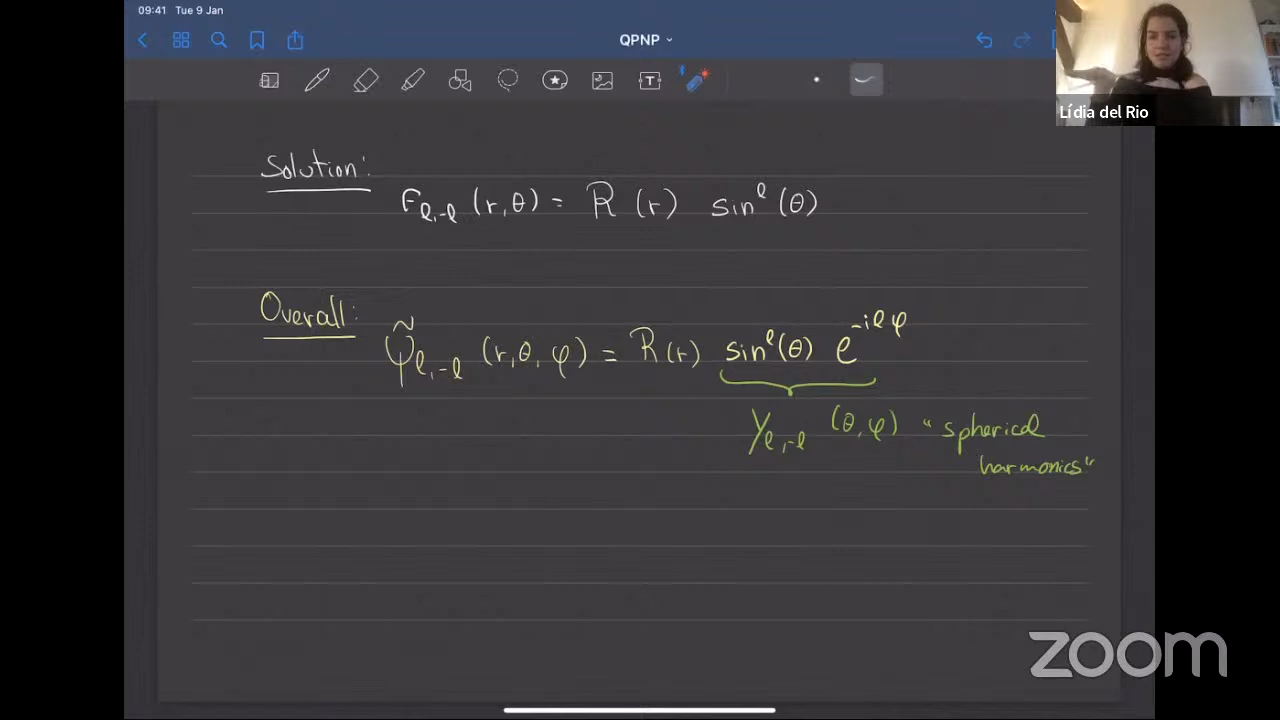 09:41 Tue 9 Jan
QPNP
Lídia del Rio
Solution:
F_{ℓ,-ℓ} (r,θ) = R (r) sin^ℓ (θ)
Overall:
ψ̃_{ℓ,-ℓ} (r,θ,φ) = R(r) sin^ℓ(θ) e^{-iℓφ}
Y_{ℓ,-ℓ} (θ,φ) "spherical
harmonics"
zoom